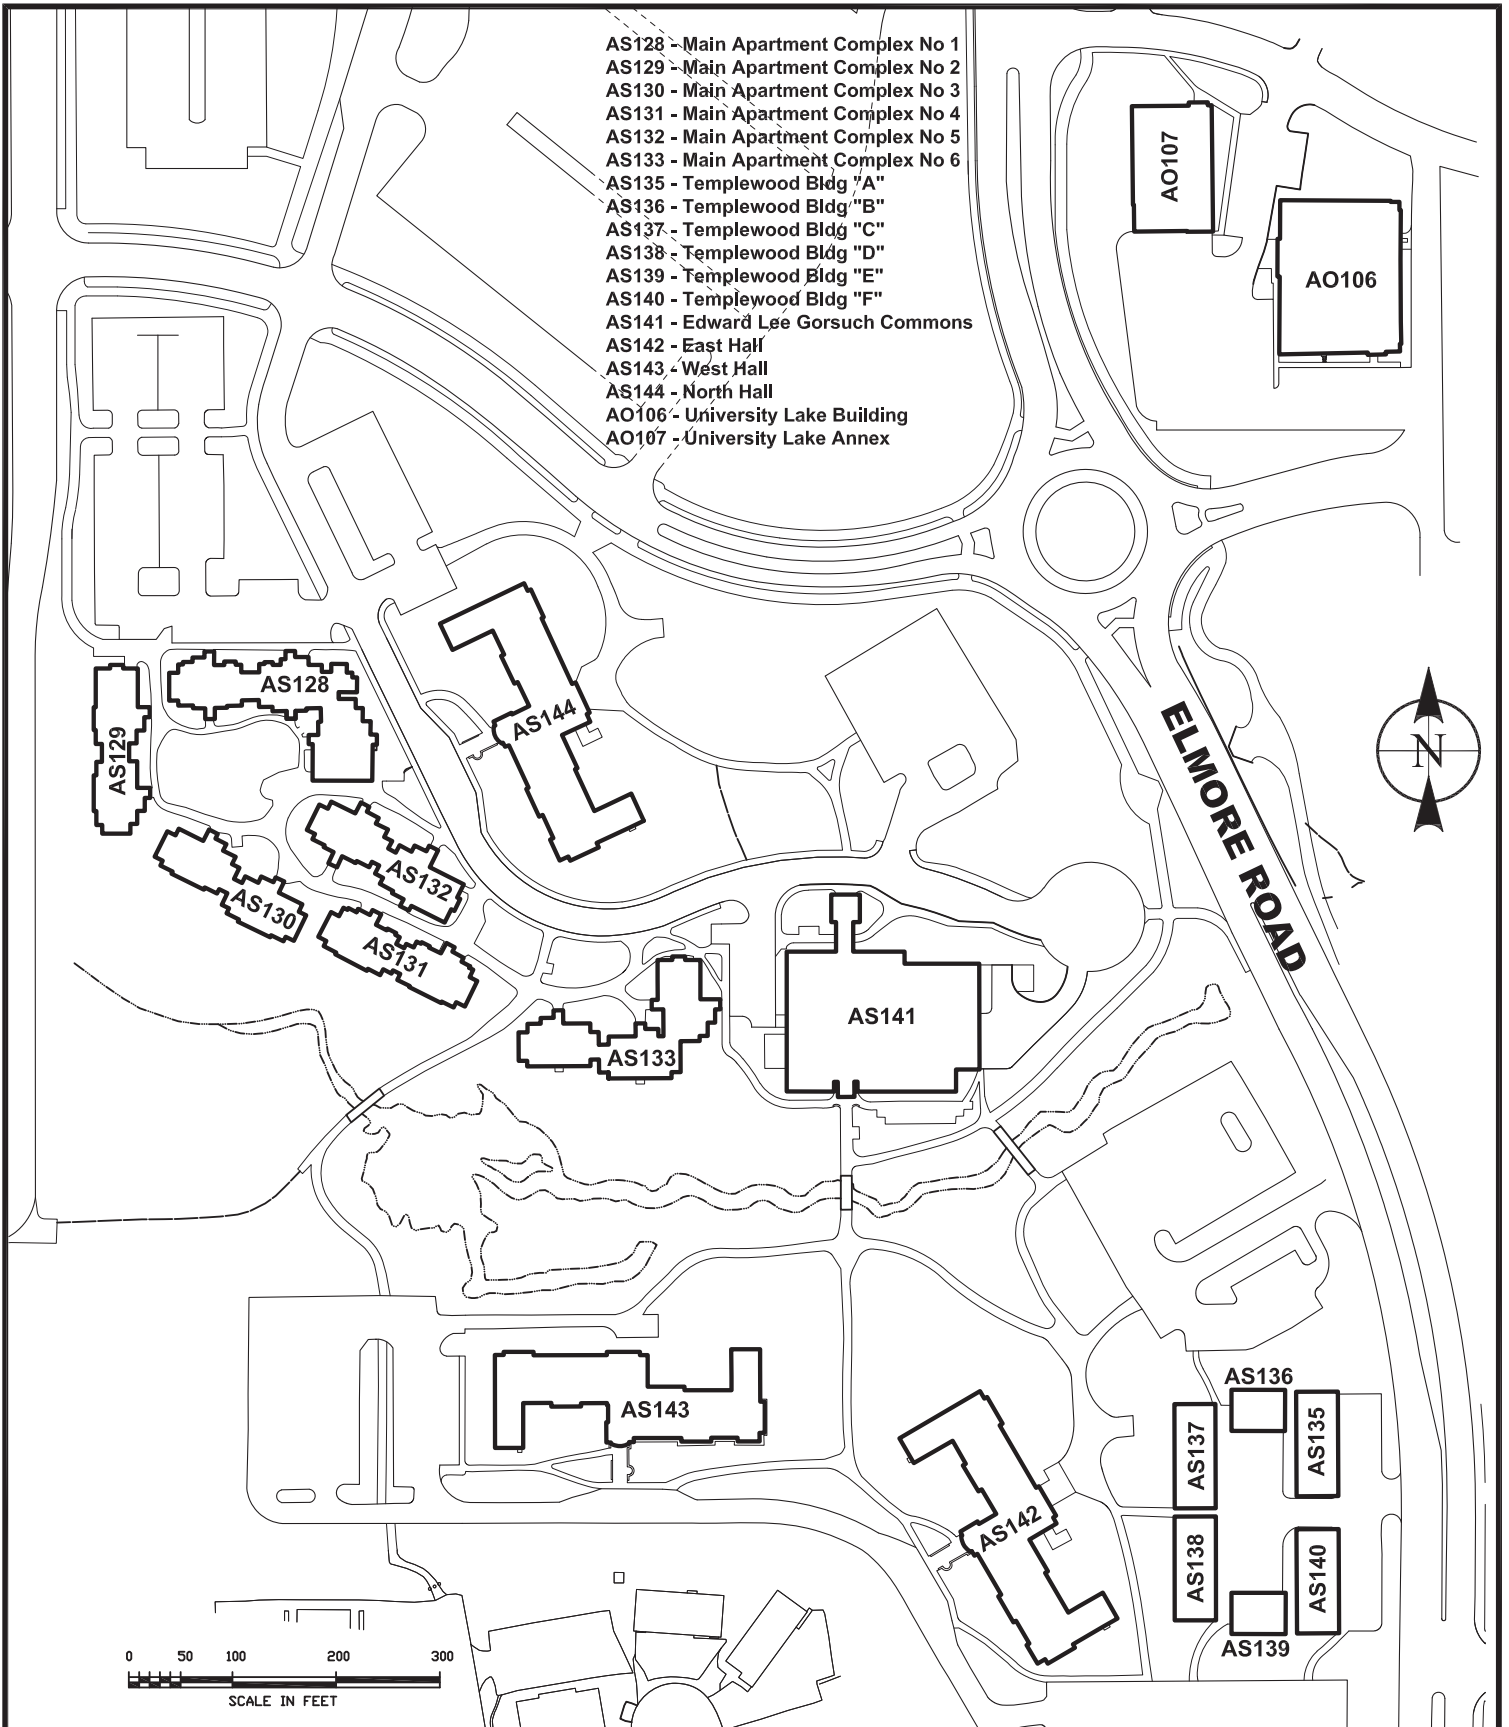 AS128 - Main Apartment Complex No 1
AS129 - Main Apartment Complex No 2
AS130 - Main Apartment Complex No 3
AS131 - Main Apartment Complex No 4
AS132 - Main Apartment Complex No 5
AS133 - Main Apartment Complex No 6
AS135 - Templewood Bldg "A"
AS136 - Templewood Bldg "B"
AS137 - Templewood Bldg "C"
AS138 - Templewood Bldg "D"
AS139 - Templewood Bldg "E"
AS140 - Templewood Bldg "F"
AS141 - Edward Lee Gorsuch Commons
AS142 - East Hall
AS143 - West Hall
AS144 - North Hall
AO106 - University Lake Building
AO107 - University Lake Annex
AO107
AO106
AS128
AS144
AS129
ELMORE ROAD
N
AS132
AS130
AS131
AS141
AS133
AS136
AS143
AS137
AS135
AS142
AS138
AS140
AS139
0 50 100 200 300
SCALE IN FEET